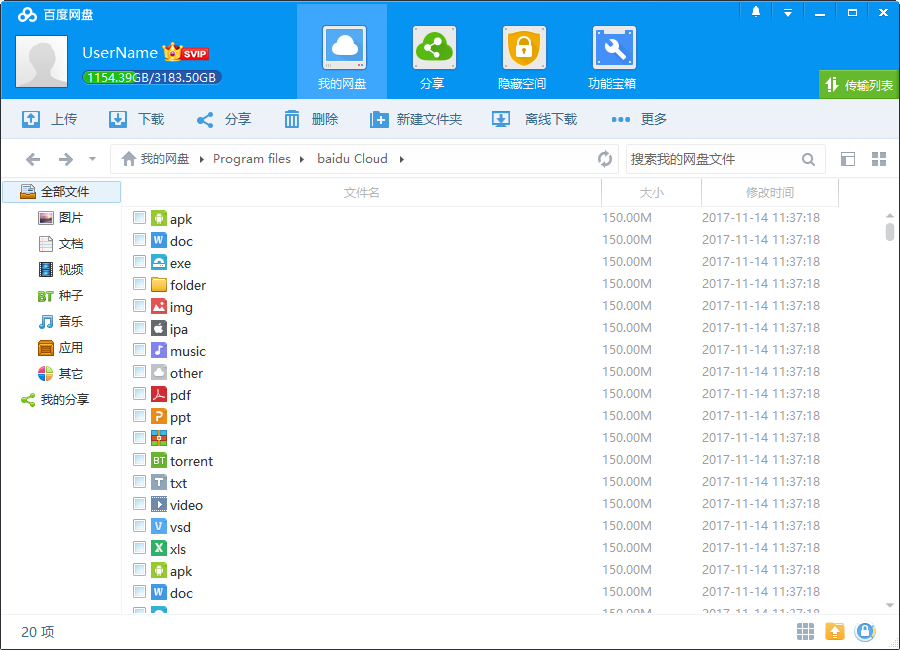 百度网盘
UserName SVIP
1154.39GB/3183.50GB
我的网盘 分享 隐藏空间 功能宝箱
传输列表
上传 下载 分享 删除 新建文件夹 离线下载 更多
我的网盘 Program files baidu Cloud 搜索我的网盘文件
全部文件
图片
文档
视频
BT 种子
音乐
应用
其它
我的分享
文件名 大小 修改时间
apk 150.00M 2017-11-14 11:37:18
W doc 150.00M 2017-11-14 11:37:18
exe 150.00M 2017-11-14 11:37:18
folder 150.00M 2017-11-14 11:37:18
img 150.00M 2017-11-14 11:37:18
ipa 150.00M 2017-11-14 11:37:18
music 150.00M 2017-11-14 11:37:18
other 150.00M 2017-11-14 11:37:18
pdf 150.00M 2017-11-14 11:37:18
P ppt 150.00M 2017-11-14 11:37:18
rar 150.00M 2017-11-14 11:37:18
BT torrent 150.00M 2017-11-14 11:37:18
T txt 150.00M 2017-11-14 11:37:18
video 150.00M 2017-11-14 11:37:18
V vsd 150.00M 2017-11-14 11:37:18
X xls 150.00M 2017-11-14 11:37:18
apk 150.00M 2017-11-14 11:37:18
W doc 150.00M 2017-11-14 11:37:18
150.00M 2017-11-14 11:37:18
20 项